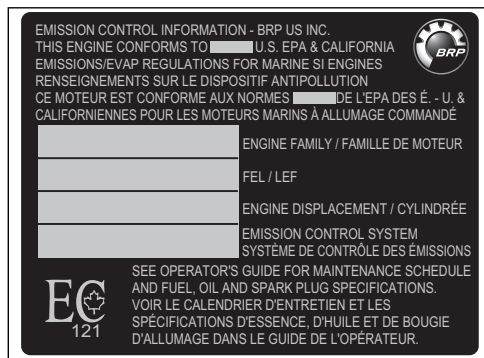 EMISSION CONTROL INFORMATION - BRP US INC.
THIS ENGINE CONFORMS TO U.S. EPA & CALIFORNIA
EMISSIONS/EVAP REGULATIONS FOR MARINE SI ENGINES
RENSEIGNEMENTS SUR LE DISPOSITIF ANTIPOLLUTION
CE MOTEUR EST CONFORME AUX NORMES DE L'EPA DES É. - U. &
CALIFORNIENNES POUR LES MOTEURS MARINS À ALLUMAGE COMMANDÉ
BRP
ENGINE FAMILY / FAMILLE DE MOTEUR
FEL / LEF
ENGINE DISPLACEMENT / CYLINDRÉE
EMISSION CONTROL SYSTEM
SYSTÈME DE CONTRÔLE DES ÉMISSIONS
EC
121
SEE OPERATOR'S GUIDE FOR MAINTENANCE SCHEDULE
AND FUEL, OIL AND SPARK PLUG SPECIFICATIONS.
VOIR LE CALENDRIER D'ENTRETIEN ET LES
SPÉCIFICATIONS D'ESSENCE, D'HUILE ET DE BOUGIE
D'ALLUMAGE DANS LE GUIDE DE L'OPÉRATEUR.